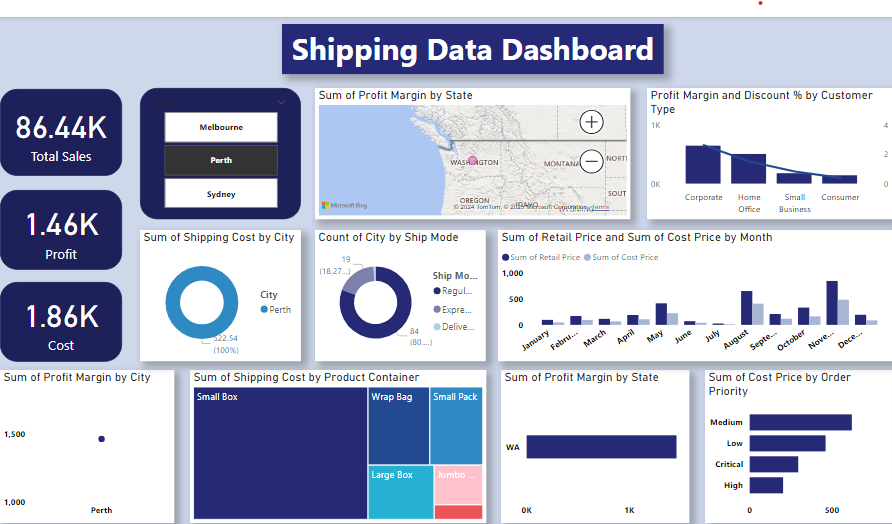 Shipping Data Dashboard
86.44K
Total Sales
1.46K
Profit
1.86K
Cost
Melbourne
Perth
Sydney
Sum of Profit Margin by State
WASHINGTON
MONTANA
NORTH
OREGON
IDAHO
SOUT
Microsoft Bing
© 2024 TomTom, © 2025 Microsoft Corporation, Terms
Profit Margin and Discount % by Customer
Type
1K
0K
4
2
0
Corporate
Home
Office
Small
Business
Consumer
Sum of Shipping Cost by City
City
Perth
522.54
(100%)
Count of City by Ship Mode
19
(18.27...)
84
(80....)
Ship Mo...
Regul...
Expre...
Delive...
Sum of Retail Price and Sum of Cost Price by Month
Sum of Retail Price
Sum of Cost Price
1,000
500
0
January
Febru...
March
April
May
June
July
August
Septe...
October
Nove...
Dece...
Sum of Profit Margin by City
1,500
1,000
Perth
Sum of Shipping Cost by Product Container
Small Box
Wrap Bag
Small Pack
Large Box
Jumbo ...
Sum of Profit Margin by State
WA
0K
1K
Sum of Cost Price by Order
Priority
Medium
Low
Critical
High
0
500